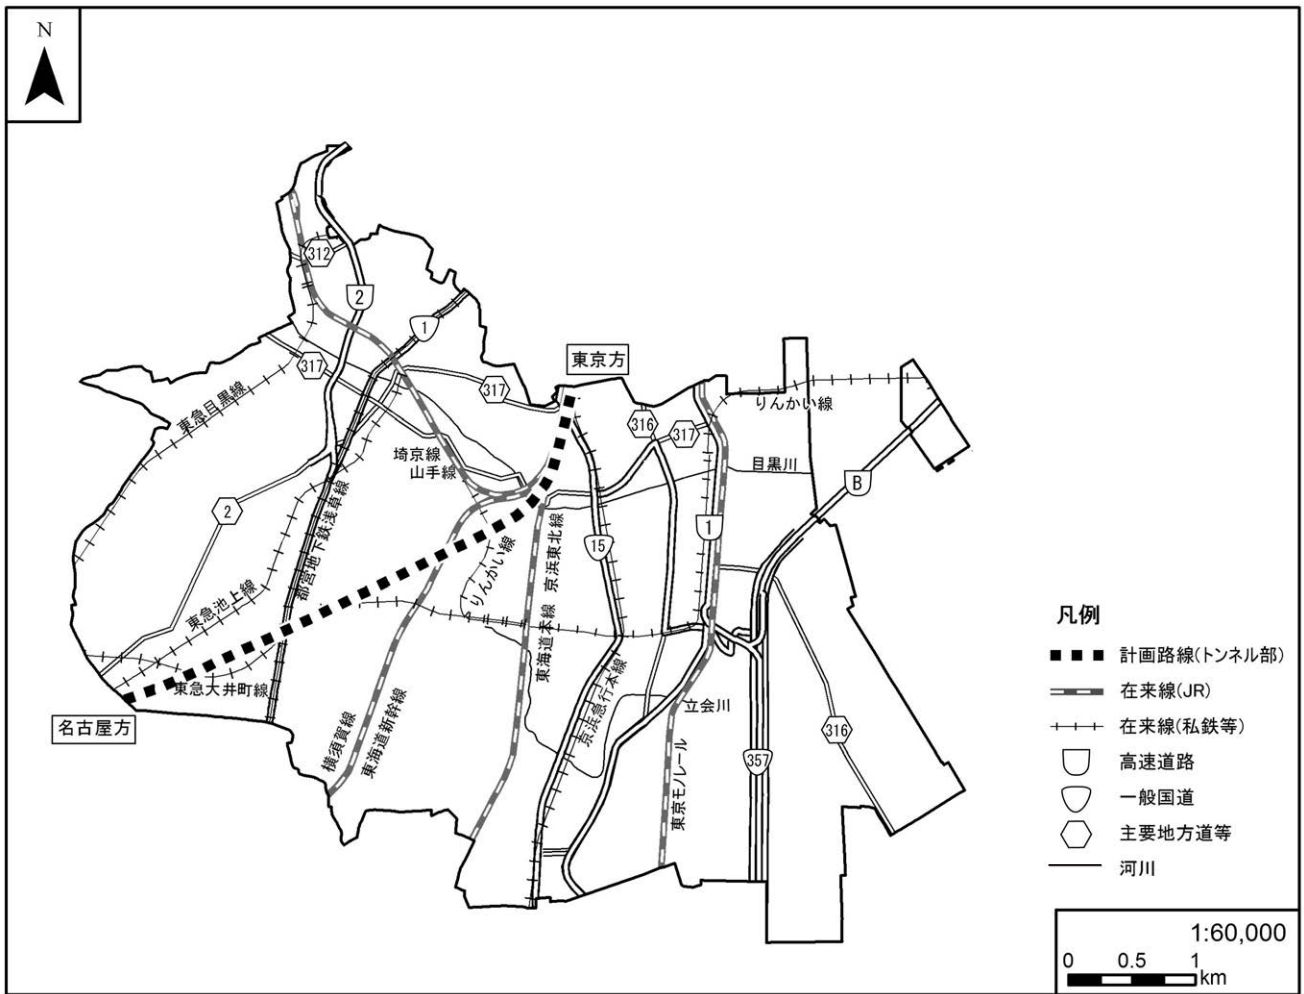 N
312
2
1
東京方
317
317
316
317
りんかい線
東急目黒線
埼京線
山手線
目黒川
B
2
都営地下鉄浅草線
りんかい線
京浜東北線
15
1
東急池上線
東海道本線
東急大井町線
名古屋方
横須賀線
東海道新幹線
京浜急行本線
立会川
東京モノレール
357
316
凡例
計画路線(トンネル部)
在来線(JR)
在来線(私鉄等)
高速道路
一般国道
主要地方道等
河川
1:60,000
0 0.5 1
km